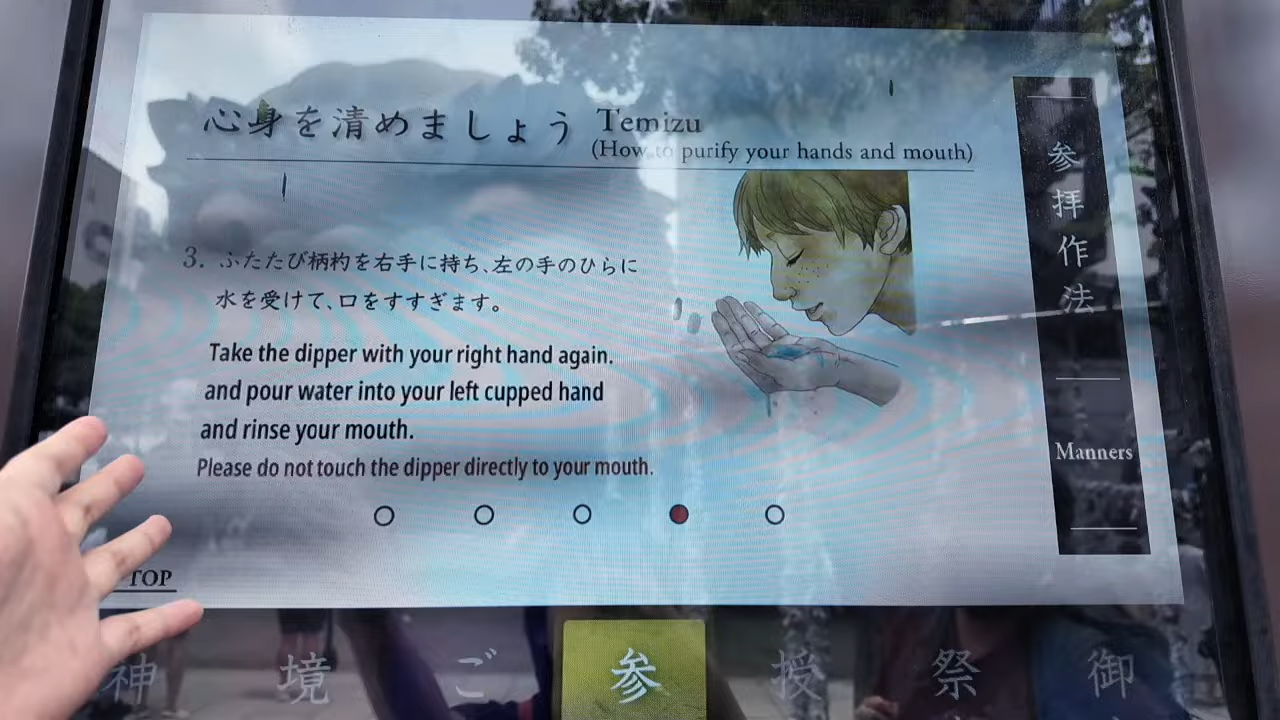 心身を清めましょう Temizu
(How to purify your hands and mouth)
3. ふたたび柄杓を右手に持ち、左の手のひらに
水を受けて、口をすすぎます。
Take the dipper with your right hand again.
and pour water into your left cupped hand
and rinse your mouth.
Please do not touch the dipper directly to your mouth.
TOP
参拝作法
Manners
神
境
ご
参
授
祭
御